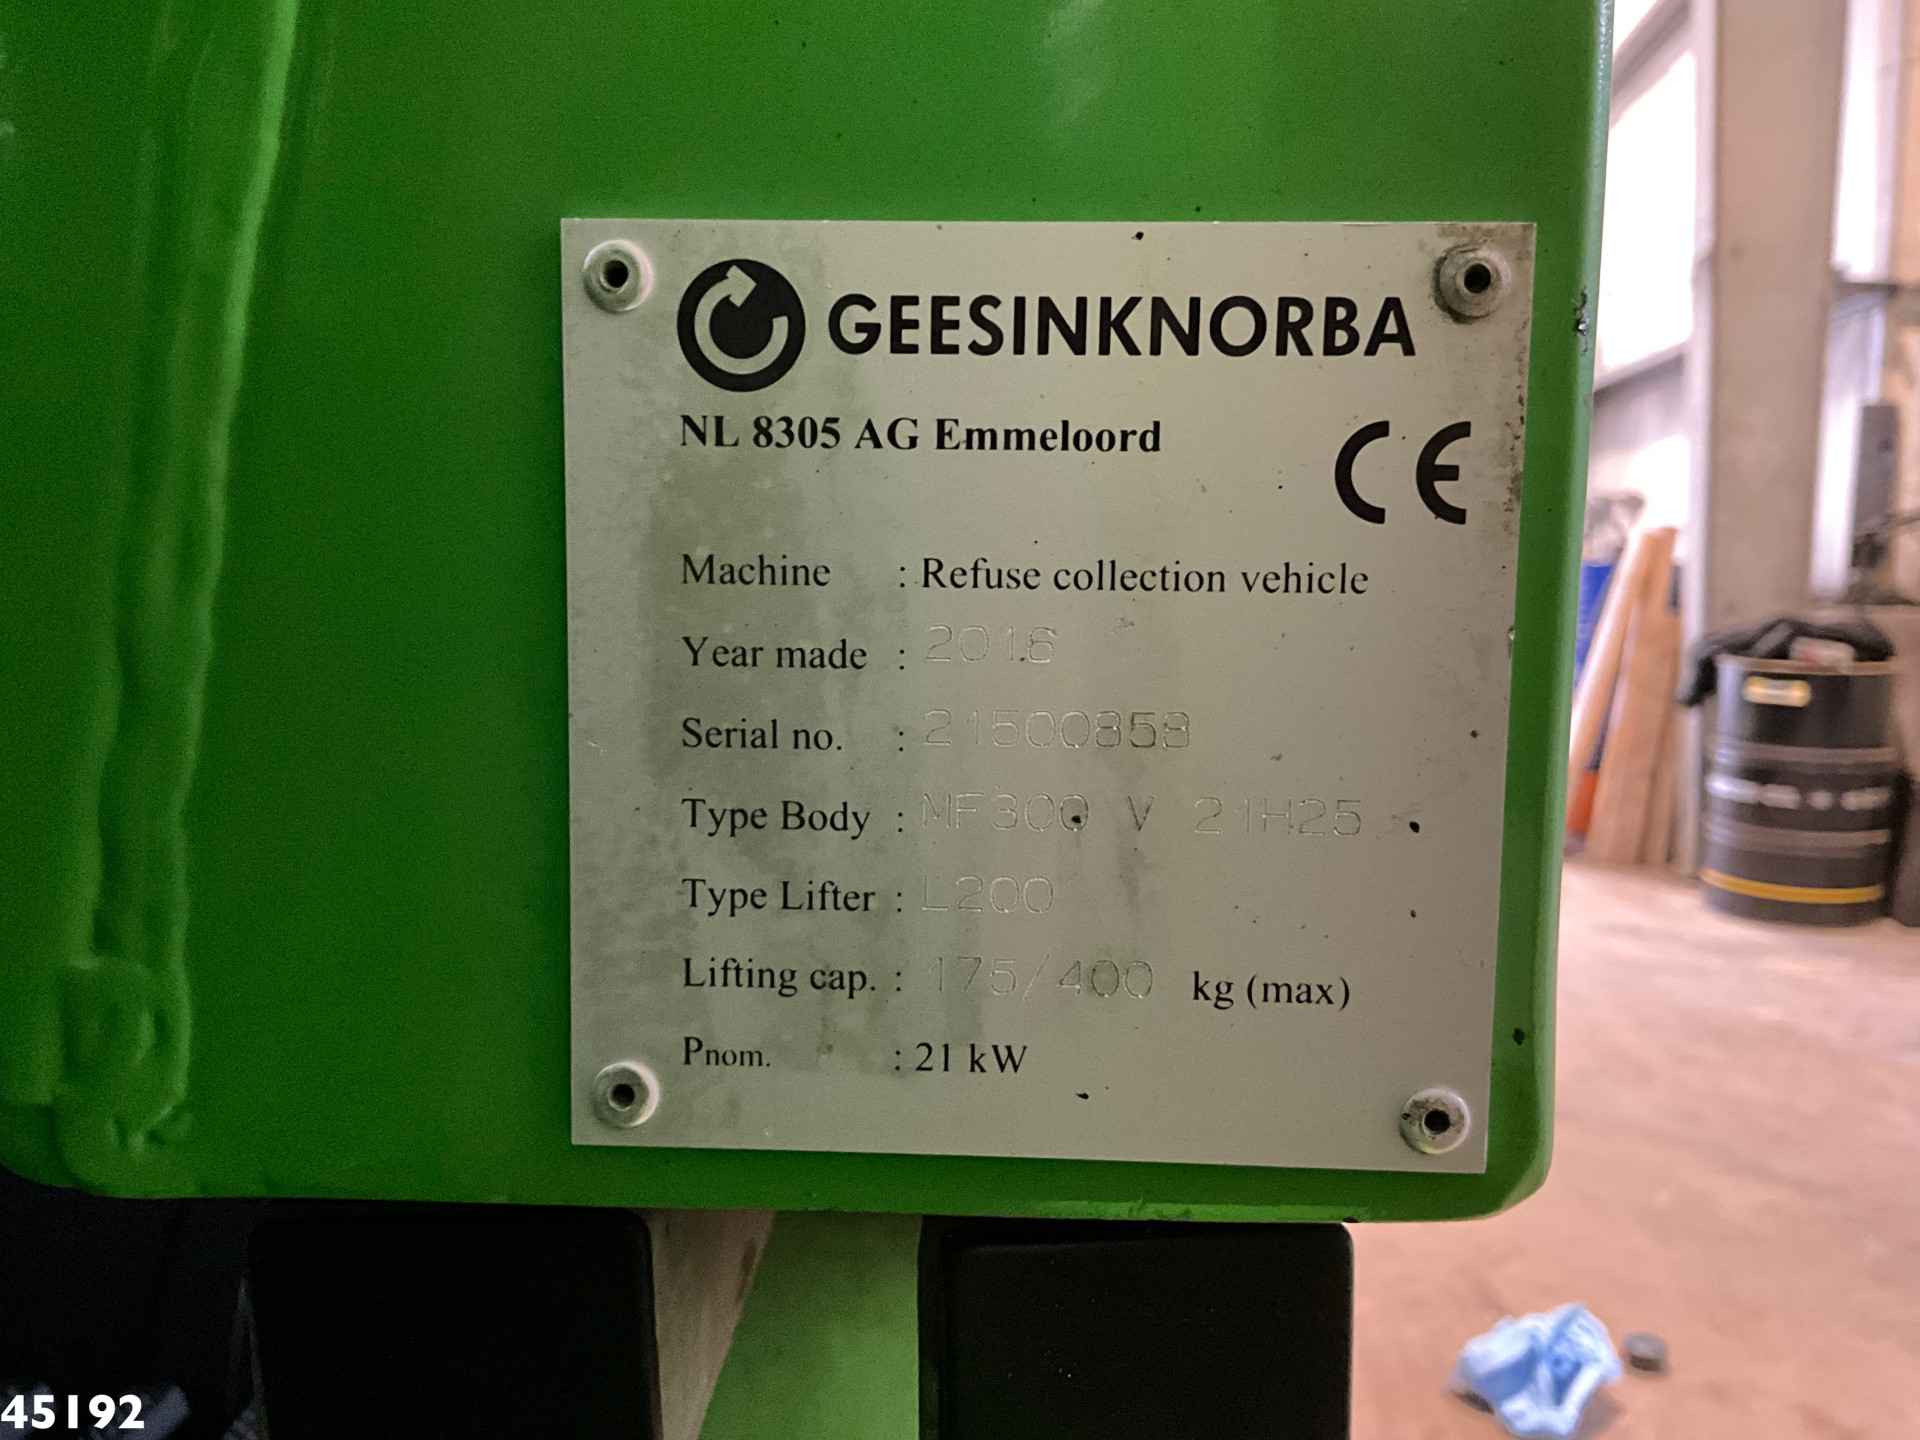 GEESINKNORBA
NL 8305 AG Emmeloord
CE
Machine : Refuse collection vehicle
Year made : 2016
Serial no. : 21500859
Type Body : MF300 V 21H25
Type Lifter : L200
Lifting cap. : 175/400 kg (max)
Pnom. : 21 kW
45192